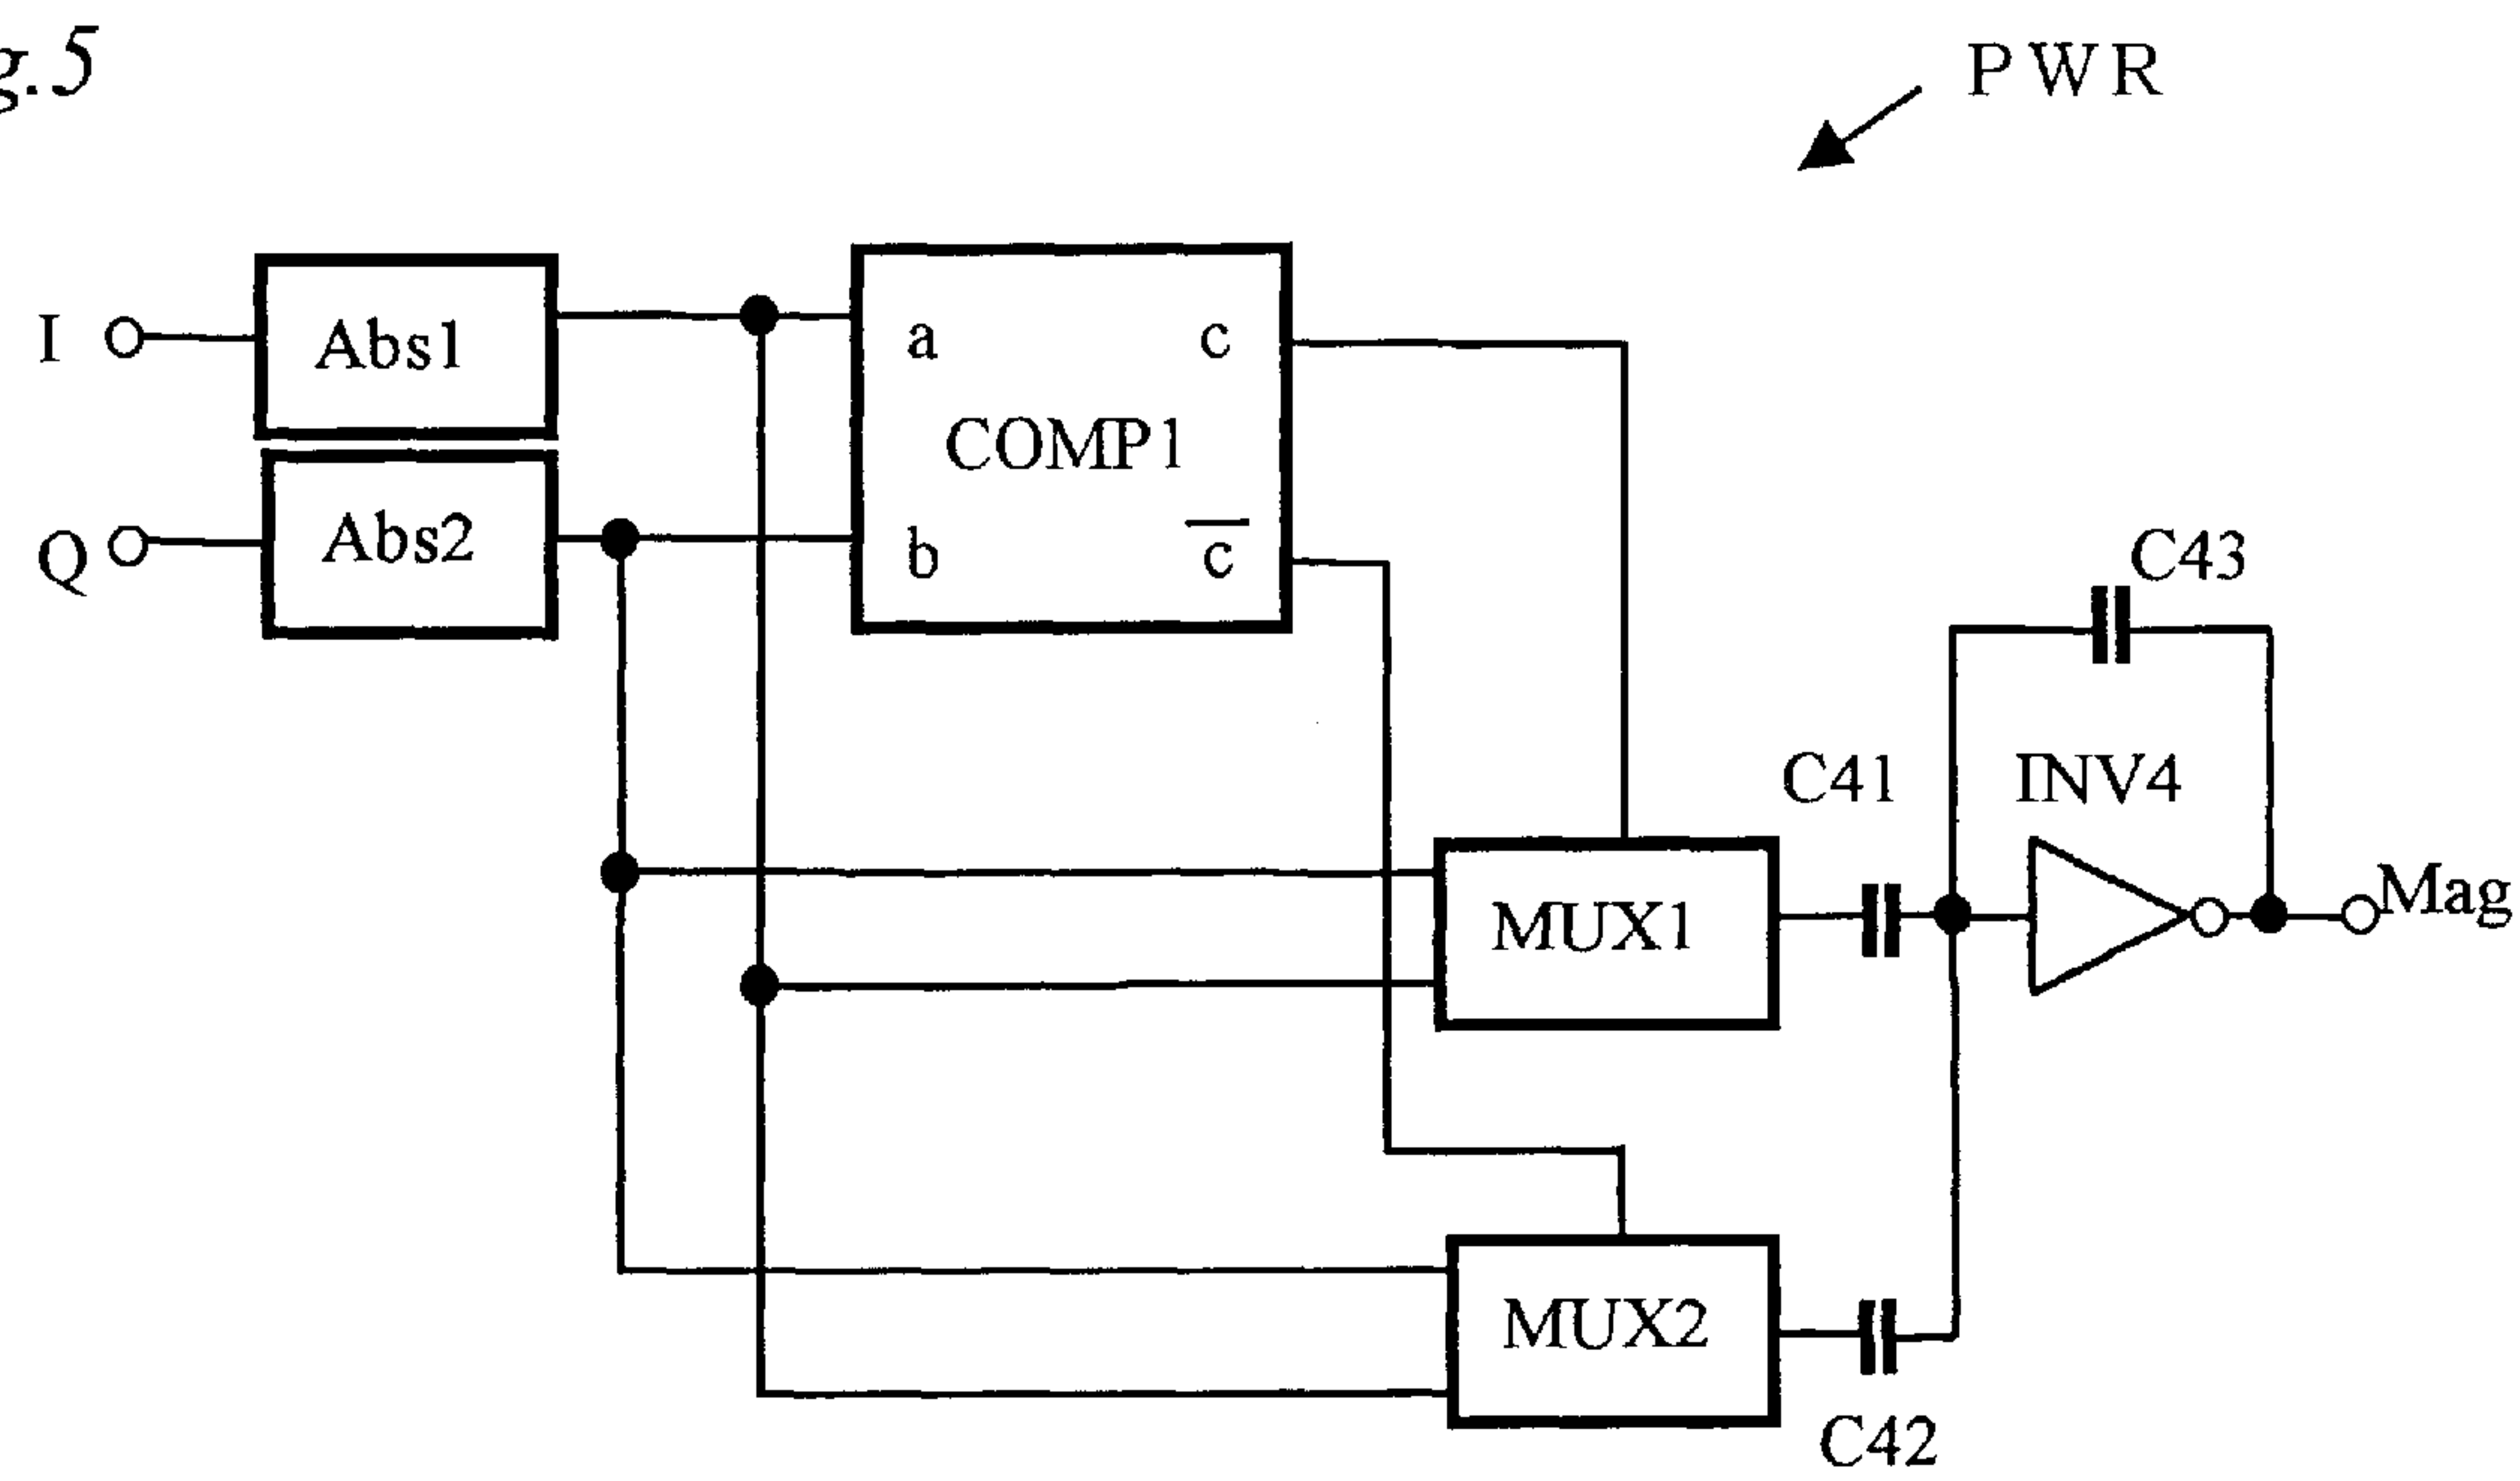 g.5
PWR
I
Abs1
a
c
COMP1
Q
Abs2
b
c̅
C43
C41
INV4
MUX1
Mag
MUX2
C42